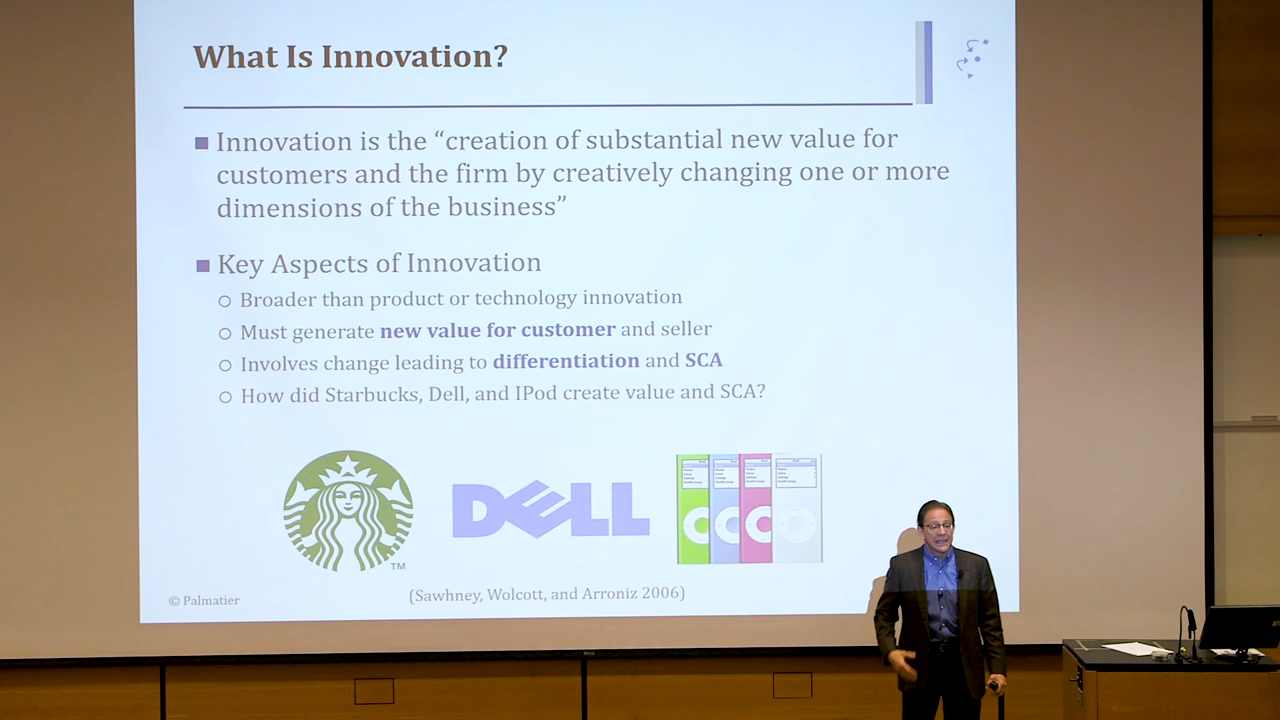 What Is Innovation?
Innovation is the “creation of substantial new value for
customers and the firm by creatively changing one or more
dimensions of the business”
Key Aspects of Innovation
Broader than product or technology innovation
Must generate new value for customer and seller
Involves change leading to differentiation and SCA
How did Starbucks, Dell, and IPod create value and SCA?
TM
DELL
© Palmatier
(Sawhney, Wolcott, and Arroniz 2006)